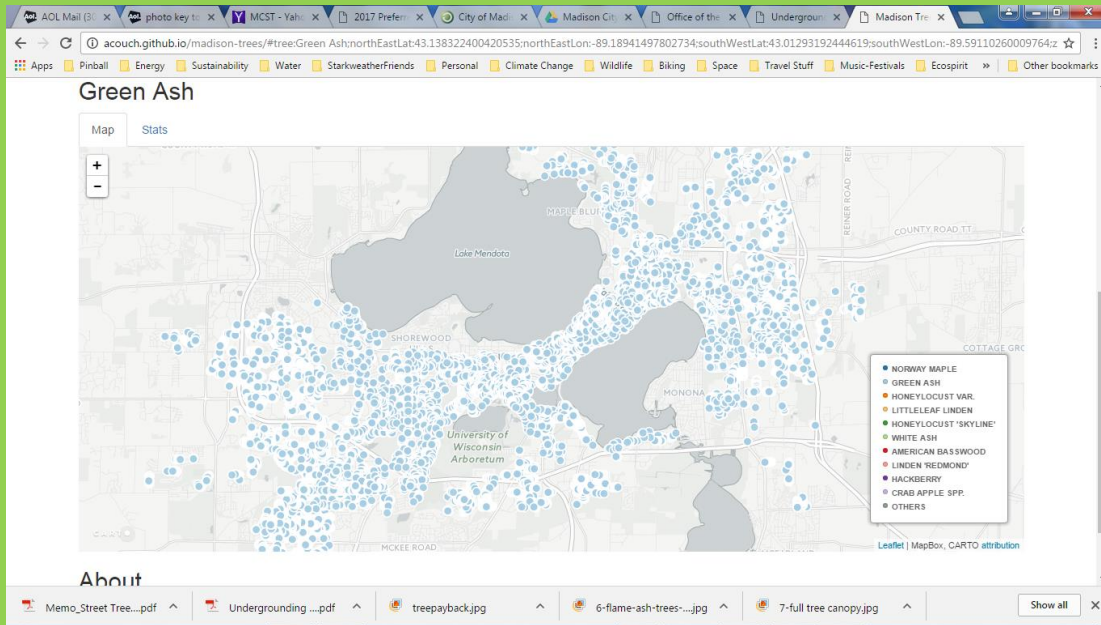 AOL Mail (30
photo key to
MCST - Yaho
2017 Preferr
City of Madi
Madison Cit
Office of the
Undergroun
Madison Tre
acouch.github.io/madison-trees/#tree:Green Ash;northEastLat:43.138322400420535;northEastLon:-89.18941497802734;southWestLat:43.01293192444619;southWestLon:-89.59110260009764;z
Apps Pinball Energy Sustainability Water StarkweatherFriends Personal Climate Change Wildlife Biking Space Travel Stuff Music-Festivals Ecospirit » Other bookmarks
Green Ash
Map Stats
+
−
MAPLE BLUF
REINER ROAD
COUNTY ROAD TT
Lake Mendota
SHOREWOOD
COTTAGE GRO
MONONA
University of
Wisconsin
Arboretum
MCKEE ROAD
NORWAY MAPLE
GREEN ASH
HONEYLOCUST VAR.
LITTLELEAF LINDEN
HONEYLOCUST 'SKYLINE'
WHITE ASH
AMERICAN BASSWOOD
LINDEN 'REDMOND'
HACKBERRY
CRAB APPLE SPP.
OTHERS
CARTO
Leaflet | MapBox, CARTO attribution
About
Memo_Street Tree....pdf
Undergrounding ....pdf
treepayback.jpg
6-flame-ash-trees-....jpg
7-full tree canopy.jpg
Show all